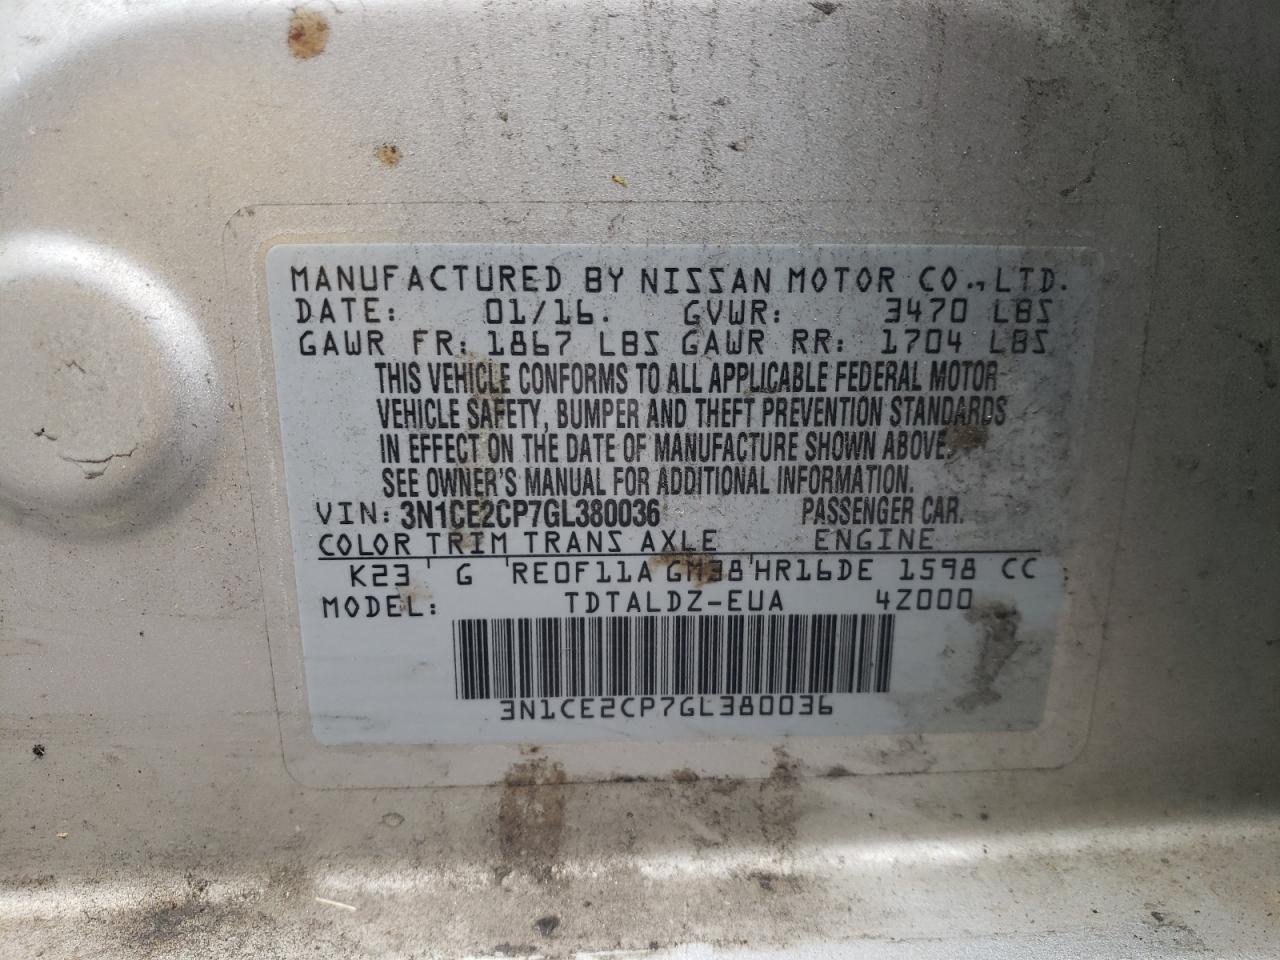 MANUFACTURED BY NISSAN MOTOR CO., LTD.
DATE: 01/16. GVWR: 3470 LBS
GAWR FR: 1867 LBS GAWR RR: 1704 LBS
THIS VEHICLE CONFORMS TO ALL APPLICABLE FEDERAL MOTOR
VEHICLE SAFETY, BUMPER AND THEFT PREVENTION STANDARDS
IN EFFECT ON THE DATE OF MANUFACTURE SHOWN ABOVE.
SEE OWNER'S MANUAL FOR ADDITIONAL INFORMATION.
VIN: 3N1CE2CP7GL380036 PASSENGER CAR.
COLOR TRIM TRANS AXLE ENGINE
K23 ' G ' RE0F11A GM38 ' HR16DE 1598 CC
MODEL: TDTALDZ-EUA 4Z000
3N1CE2CP7GL380036